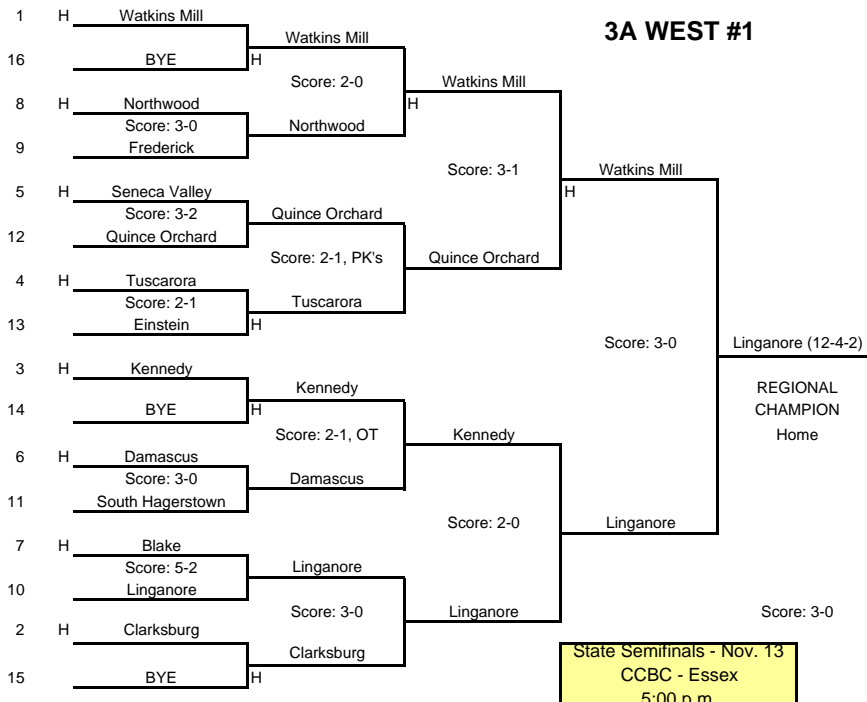 3A WEST #1
1 H Watkins Mill
16 BYE H
Watkins Mill
Score: 2-0
8 H Northwood
Score: 3-0
9 Frederick
Northwood
Watkins Mill
H
Score: 3-1
5 H Seneca Valley
Score: 3-2
12 Quince Orchard
Quince Orchard
Score: 2-1, PK's
4 H Tuscarora
Score: 2-1
13 Einstein H
Tuscarora
Quince Orchard
Watkins Mill
H
Score: 3-0
3 H Kennedy
14 BYE H
Kennedy
Score: 2-1, OT
6 H Damascus
Score: 3-0
11 South Hagerstown
Damascus
Kennedy
Score: 2-0
7 H Blake
Score: 5-2
10 Linganore
Linganore
Score: 3-0
2 H Clarksburg
15 BYE H
Clarksburg
Linganore
Linganore
Linganore (12-4-2)
REGIONAL
CHAMPION
Home
Score: 3-0
State Semifinals - Nov. 13
CCBC - Essex
5:00 p.m.